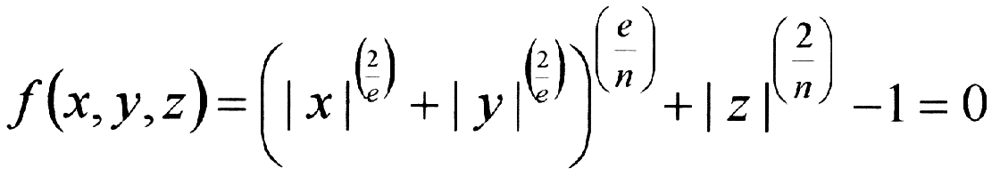 f(x, y, z) = (| x |^(2/e) + | y |^(2/e))^(e/n) + | z |^(2/n) − 1 = 0